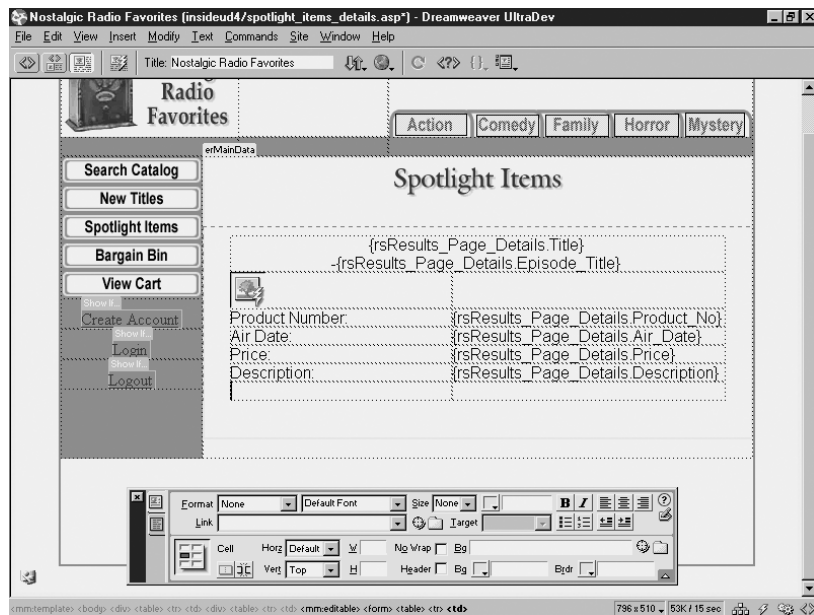 Nostalgic Radio Favorites (insideud4/spotlight_items_details.asp*) - Dreamweaver UltraDev
File Edit View Insert Modify Text Commands Site Window Help
Title: Nostalgic Radio Favorites
Radio
Favorites
Action Comedy Family Horror Mystery
erMainData
Search Catalog
New Titles
Spotlight Items
Bargain Bin
View Cart
Show If...
Create Account
Show If...
Login
Show If...
Logout
Spotlight Items
{rsResults_Page_Details.Title}
-{rsResults_Page_Details.Episode_Title}
Product Number: {rsResults_Page_Details.Product_No}
Air Date: {rsResults_Page_Details.Air_Date}
Price: {rsResults_Page_Details.Price}
Description: {rsResults_Page_Details.Description}
Format None Default Font Size None B I
Link Target
Cell Horz Default W No Wrap Bg
Vert Top H Header Bg Brdr
<mm:template> <body> <div> <table> <tr> <td> <div> <table> <tr> <td> <mm:editable> <form> <table> <tr> <td>
796 x 510 53K / 15 sec